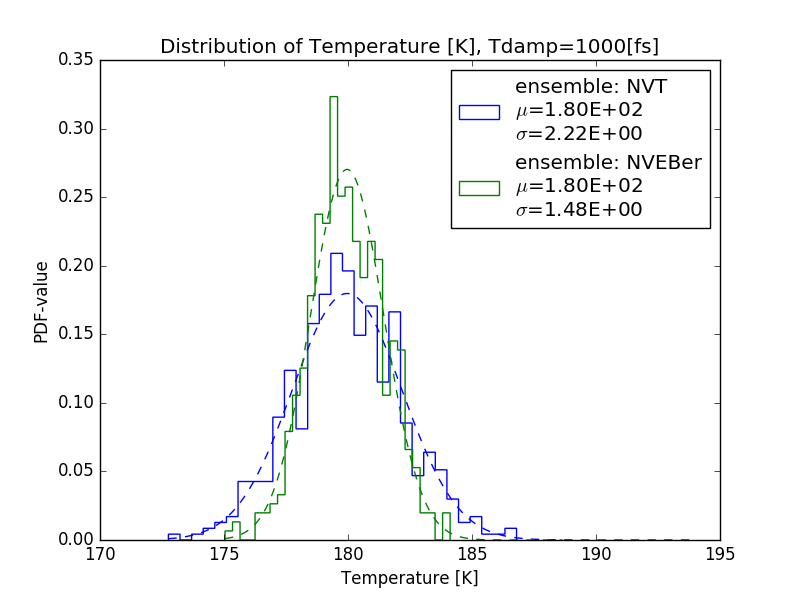 Distribution of Temperature [K], Tdamp=1000[fs]
ensemble: NVT
μ=1.80E+02
σ=2.22E+00
ensemble: NVEBer
μ=1.80E+02
σ=1.48E+00
0.35
0.30
0.25
0.20
0.15
0.10
0.05
0.00
PDF-value
170 175 180 185 190 195
Temperature [K]